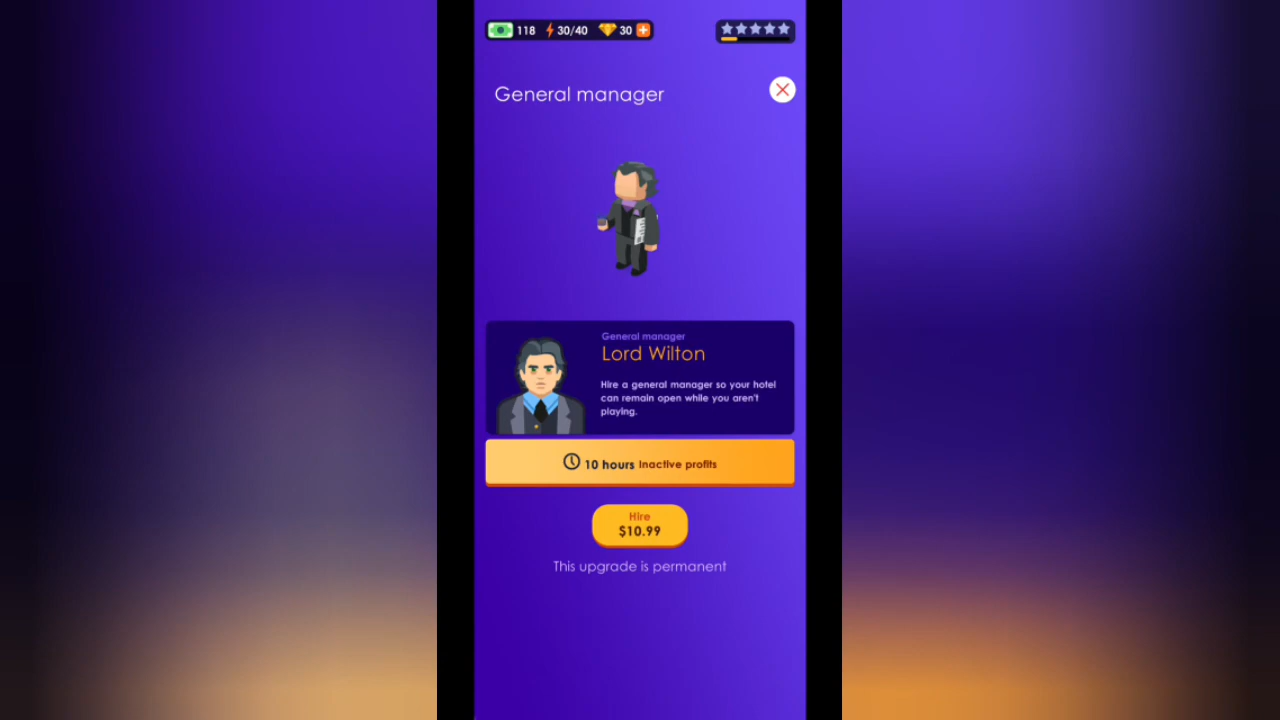 118 30/40 30
General manager
General manager
Lord Wilton
Hire a general manager so your hotel
can remain open while you aren't
playing.
10 hours Inactive profits
Hire
$10.99
This upgrade is permanent